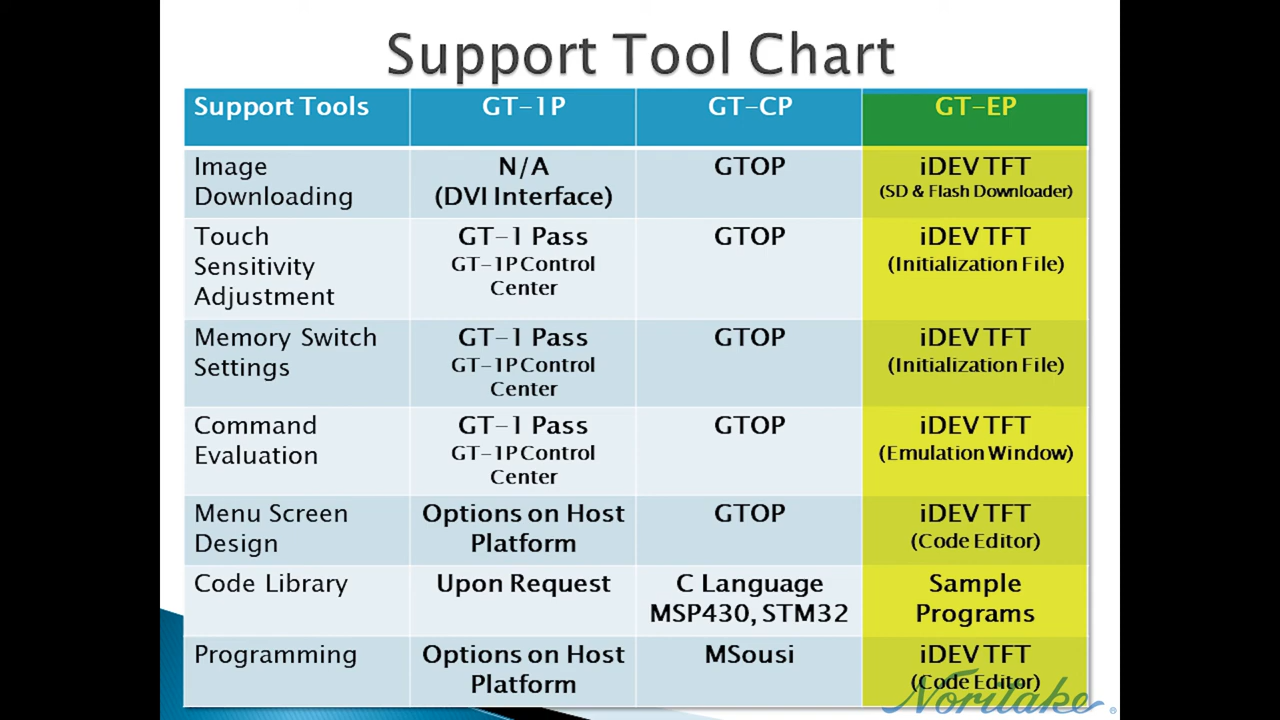 Support Tool Chart
Support Tools GT-1P GT-CP GT-EP
Image N/A GTOP iDEV TFT
Downloading (DVI Interface) (SD & Flash Downloader)
Touch GT-1 Pass GTOP iDEV TFT
Sensitivity GT-1P Control (Initialization File)
Adjustment Center
Memory Switch GT-1 Pass GTOP iDEV TFT
Settings GT-1P Control (Initialization File)
Center
Command GT-1 Pass GTOP iDEV TFT
Evaluation GT-1P Control (Emulation Window)
Center
Menu Screen Options on Host GTOP iDEV TFT
Design Platform (Code Editor)
Code Library Upon Request C Language Sample
MSP430, STM32 Programs
Programming Options on Host MSousi iDEV TFT
Platform (Code Editor)
Noritake®